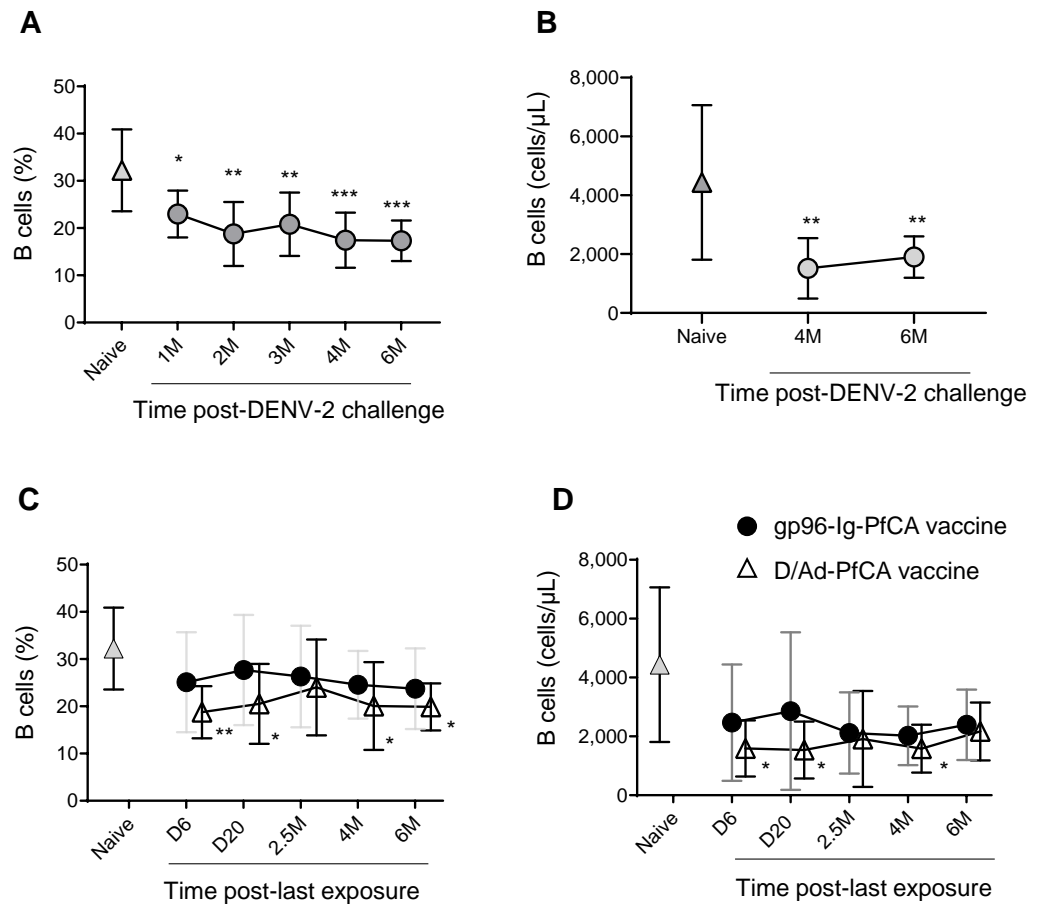 A
B cells (%)
50
40
30
20
10
0
*
**
**
***
***
Naive
1M
2M
3M
4M
6M
Time post-DENV-2 challenge
B
B cells (cells/µL)
8,000
6,000
4,000
2,000
0
**
**
Naive
4M
6M
Time post-DENV-2 challenge
C
B cells (%)
50
40
30
20
10
0
**
*
*
*
Naive
D6
D20
2.5M
4M
6M
Time post-last exposure
D
gp96-Ig-PfCA vaccine
D/Ad-PfCA vaccine
B cells (cells/µL)
8,000
6,000
4,000
2,000
0
*
*
*
Naive
D6
D20
2.5M
4M
6M
Time post-last exposure